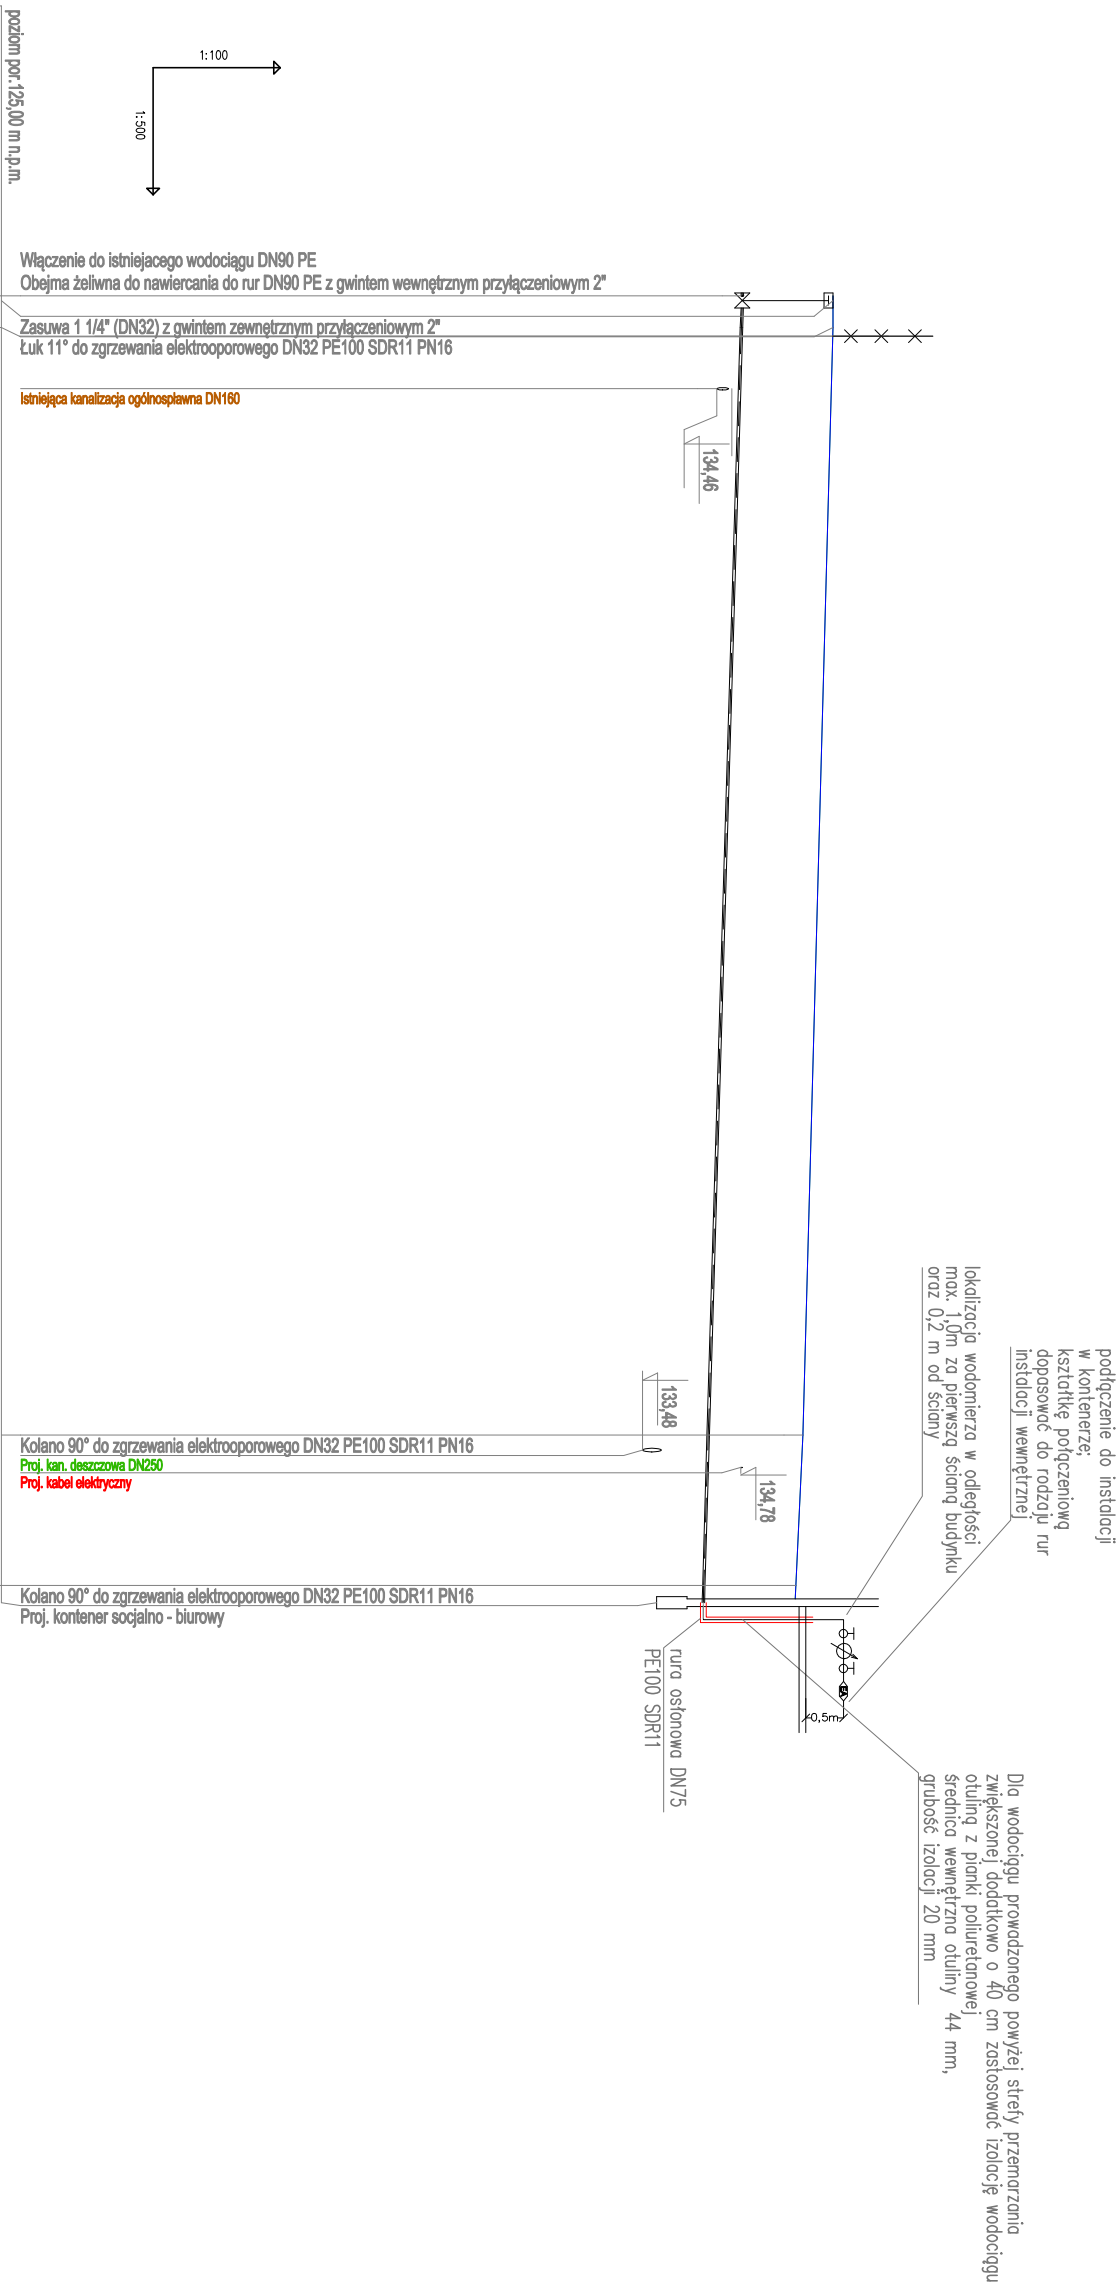 1:100
1:500
poziom por.125,00 m n.p.m.
Włączenie do istniejacego wodociągu DN90 PE
Obejma żeliwna do nawiercania do rur DN90 PE z gwintem wewnętrznym przyłączeniowym 2"
Zasuwa 1 1/4" (DN32) z gwintem zewnętrznym przyłączeniowym 2"
Łuk 11° do zgrzewania elektrooporowego DN32 PE100 SDR11 PN16
Istniejąca kanalizacja ogólnospławna DN160
134,46
podłączenie do instalacji
w kontenerze;
kształtkę połączeniową
dopasować do rodzaju rur
instalacji wewnętrznej
lokalizacja wodomierza w odległości
max. 1,0m za pierwszą ścianą budynku
oraz 0,2 m od ściany
133,48
Kolano 90° do zgrzewania elektrooporowego DN32 PE100 SDR11 PN16
Proj. kan. deszczowa DN250
Proj. kabel elektryczny
134,78
Kolano 90° do zgrzewania elektrooporowego DN32 PE100 SDR11 PN16
Proj. kontener socjalno - biurowy
rura osłonowa DN75
PE100 SDR11
EA
0,5m
Dla wodociągu prowadzonego powyżej strefy przemarzania
zwiększonej dodatkowo o 40 cm zastosować izolację wodociągu
otuliną z pianki poliuretanowej
średnica wewnętrzna otuliny 44 mm,
grubość izolacji 20 mm